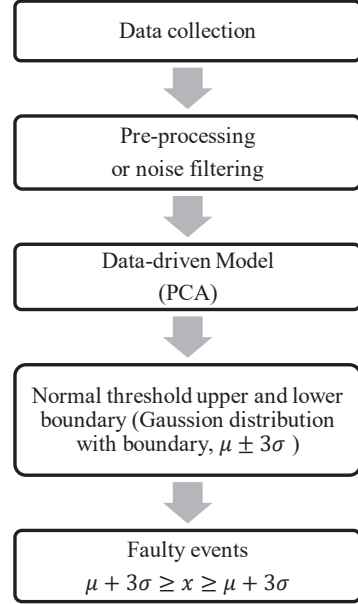 Data collection
Pre-processing
or noise filtering
Data-driven Model
(PCA)
Normal threshold upper and lower
boundary (Gaussion distribution
with boundary, 𝜇 ± 3𝜎 )
Faulty events
𝜇 + 3𝜎 ≥ 𝑥 ≥ 𝜇 + 3𝜎